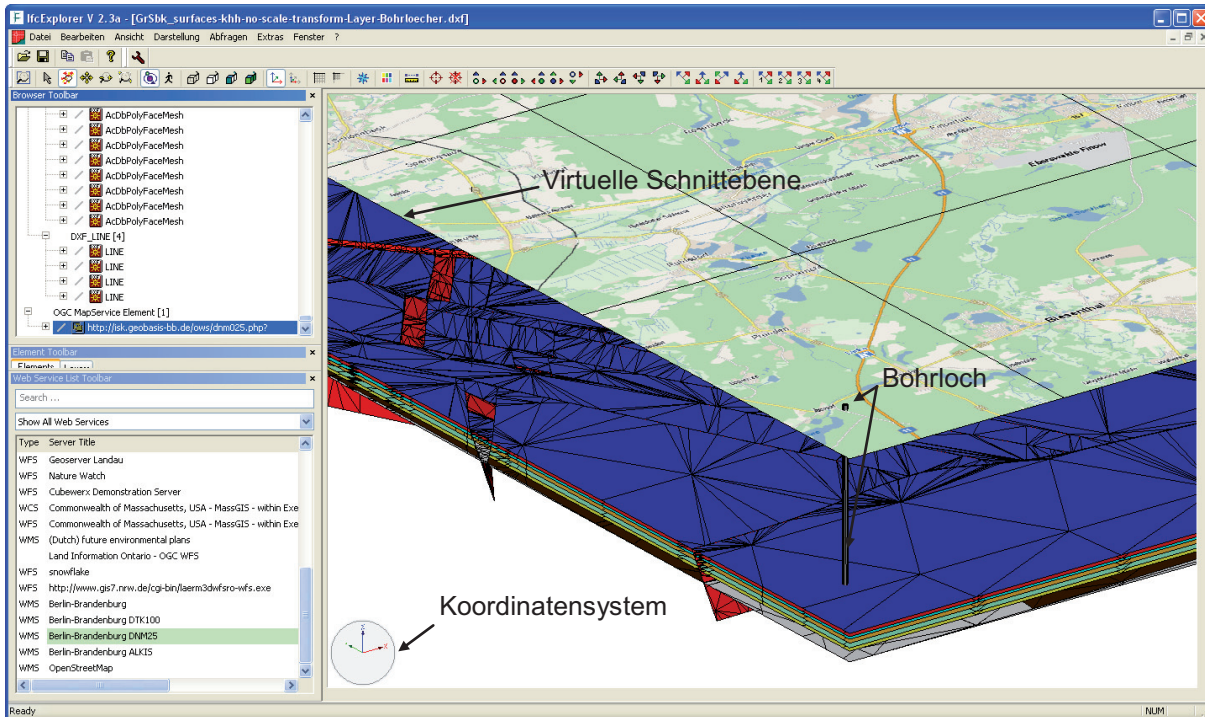 IfcExplorer V 2.3a - [GrSbk_surfaces-khh-no-scale-transform-Layer-Bohrloecher.dxf]
Datei Bearbeiten Ansicht Darstellung Abfragen Extras Fenster ?
Browser Toolbar
AcDbPolyFaceMesh
AcDbPolyFaceMesh
AcDbPolyFaceMesh
AcDbPolyFaceMesh
AcDbPolyFaceMesh
AcDbPolyFaceMesh
AcDbPolyFaceMesh
AcDbPolyFaceMesh
DXF_LINE [4]
LINE
LINE
LINE
LINE
OGC MapService Element [1]
http://isk.geobasis-bb.de/ows/dnm025.php?
Element Toolbar
Elements Layers
Web Service List Toolbar
Search ...
Show All Web Services
Type Server Title
WFS Geoserver Landau
WFS Nature Watch
WFS Cubewerx Demonstration Server
WCS Commonwealth of Massachusetts, USA - MassGIS - within Exe
WFS Commonwealth of Massachusetts, USA - MassGIS - within Exe
WMS (Dutch) future environmental plans
Land Information Ontario - OGC WFS
WFS snowflake
WFS http://www.gis7.nrw.de/cgi-bin/laerm3dwfsro-wfs.exe
WMS Berlin-Brandenburg
WMS Berlin-Brandenburg DTK100
WMS Berlin-Brandenburg DNM25
WMS Berlin-Brandenburg ALKIS
WMS OpenStreetMap
Virtuelle Schnittebene
Eberswalde Finow
Biesenthal
Prenden
Bohrloch
Koordinatensystem
Ready
NUM